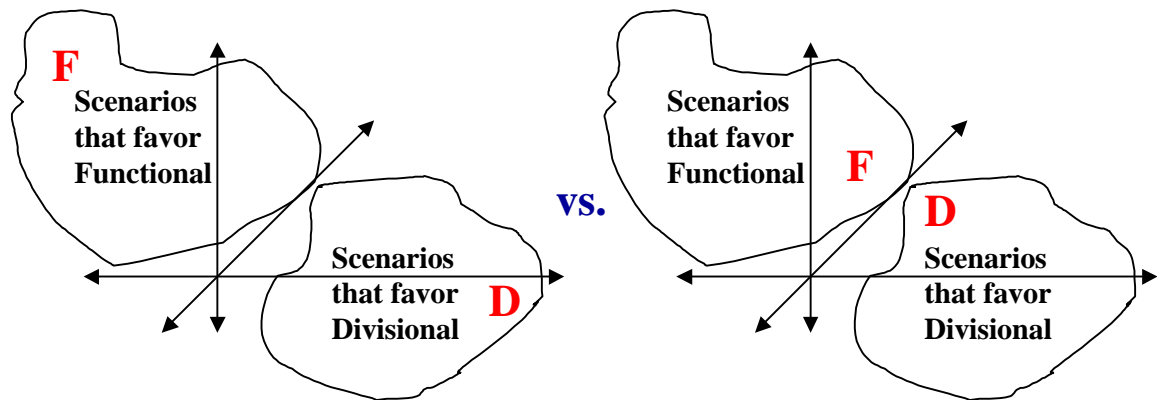 F
Scenarios
that favor
Functional
Scenarios
that favor
Divisional
D
vs.
Scenarios
that favor
Functional
F
D
Scenarios
that favor
Divisional